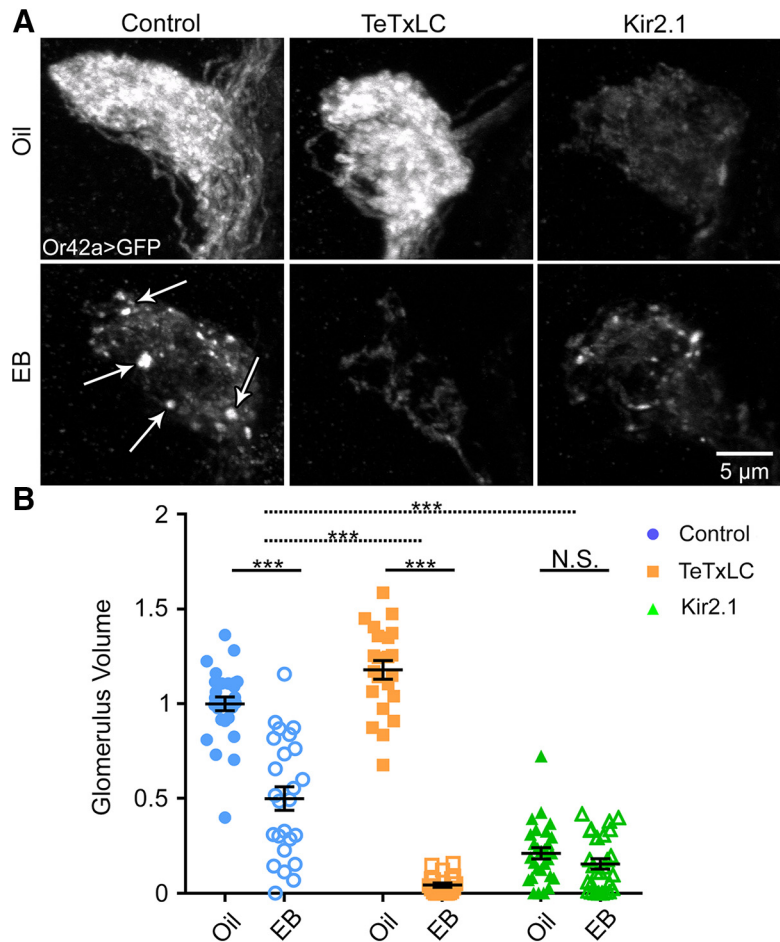 A
Control
TeTxLC
Kir2.1
Oil
Or42a>GFP
EB
5 µm
B
Glomerulus Volume
2
1.5
1
0.5
0
***
***
***
***
N.S.
Control
TeTxLC
Kir2.1
Oil
EB
Oil
EB
Oil
EB